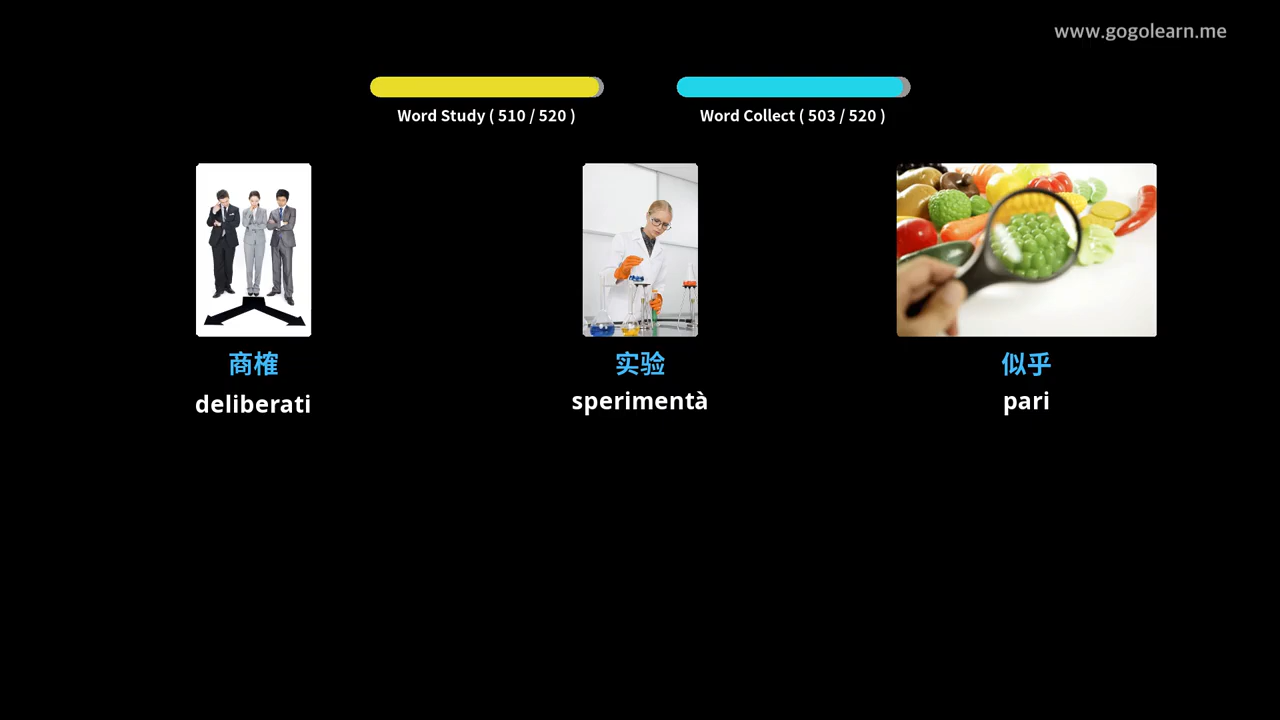 www.gogolearn.me
Word Study ( 510 / 520 )
Word Collect ( 503 / 520 )
商榷
实验
似乎
deliberati
sperimentà
pari